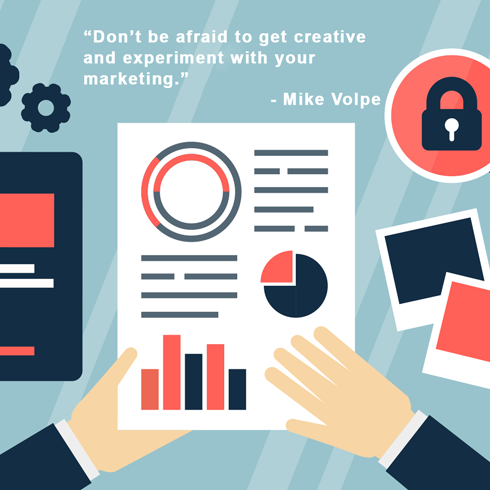 “Don’t be afraid to get creative
and experiment with your
marketing.”
- Mike Volpe